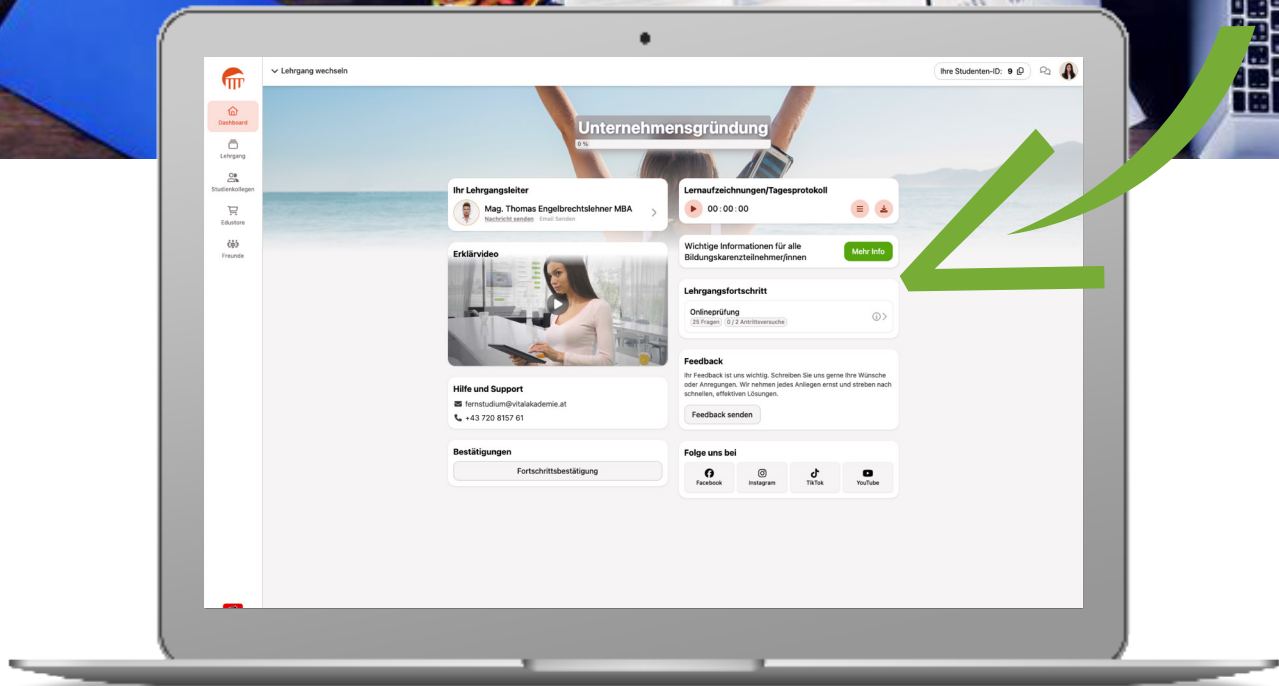 Lehrgang wechseln
Ihre Studenten-ID: 9
Dashboard
Lehrgang
Studienkollegen
Edustore
Freunde
Unternehmensgründung
0 %
Ihr Lehrgangsleiter
Mag. Thomas Engelbrechtslehner MBA
Nachricht senden Email Senden
Erklärvideo
Hilfe und Support
fernstudium@vitalakademie.at
+43 720 8157 61
Bestätigungen
Fortschrittsbestätigung
Lernaufzeichnungen/Tagesprotokoll
00:00:00
Wichtige Informationen für alle
Bildungskarenzteilnehmer/innen
Mehr Info
Lehrgangsfortschritt
Onlineprüfung
25 Fragen 0 / 2 Antrittsversuche
Feedback
Ihr Feedback ist uns wichtig. Schreiben Sie uns gerne Ihre Wünsche
oder Anregungen. Wir nehmen jedes Anliegen ernst und streben nach
schnellen, effektiven Lösungen.
Feedback senden
Folge uns bei
Facebook
Instagram
TikTok
YouTube